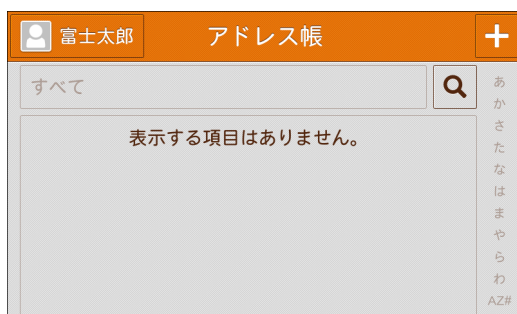 富士太郎
アドレス帳
すべて
表示する項目はありません。
あ
か
さ
た
な
は
ま
や
ら
わ
AZ#